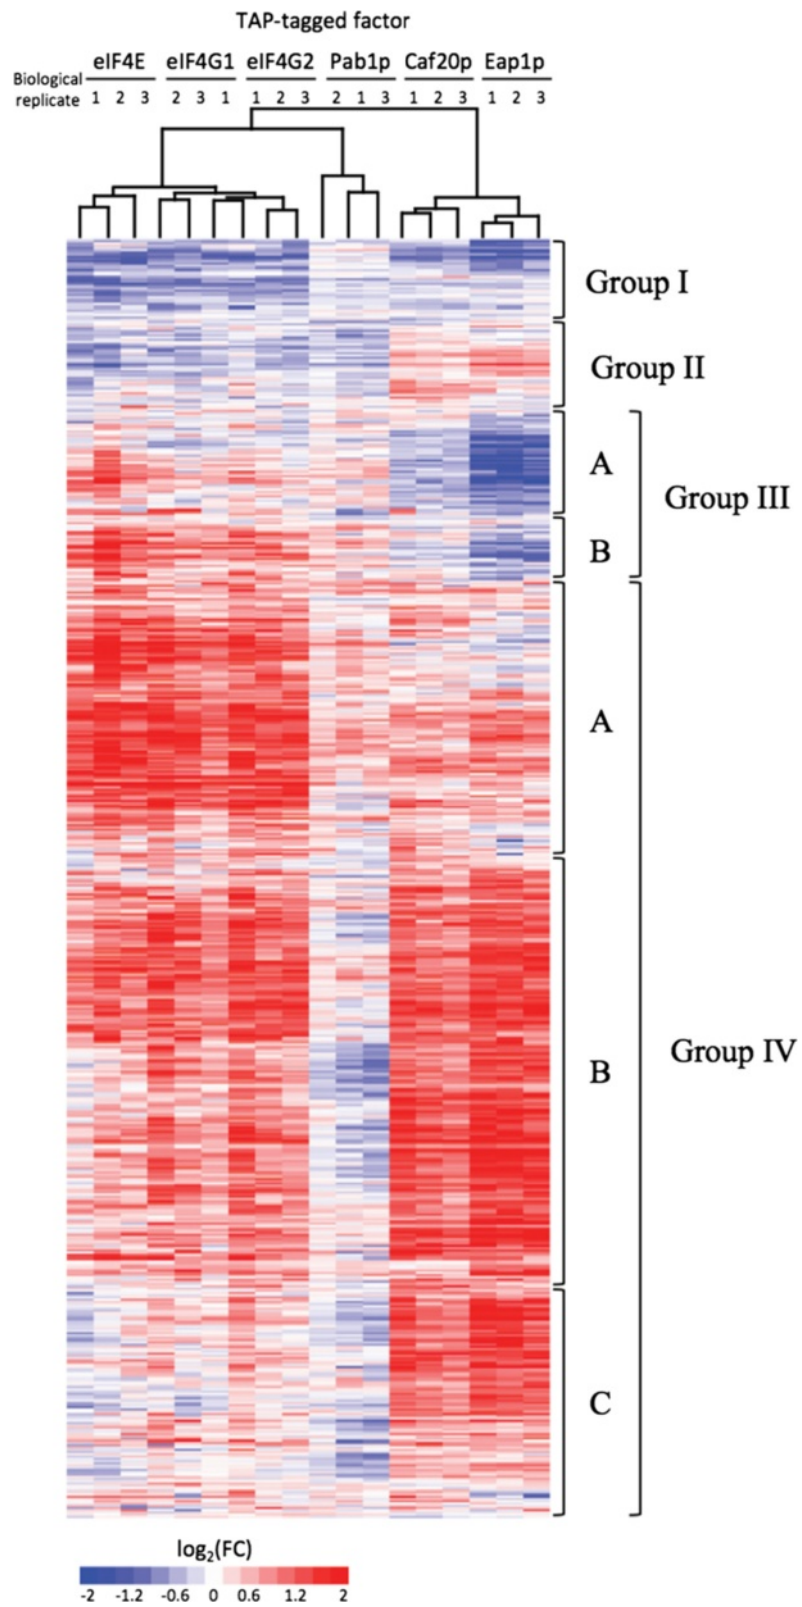 TAP-tagged factor
eIF4E eIF4G1 eIF4G2 Pab1p Caf20p Eap1p
Biological
replicate 1 2 3 2 3 1 1 2 3 2 1 3 1 2 3 1 2 3
Group I
Group II
A
Group III
B
A
Group IV
B
C
log₂(FC)
-2 -1.2 -0.6 0 0.6 1.2 2